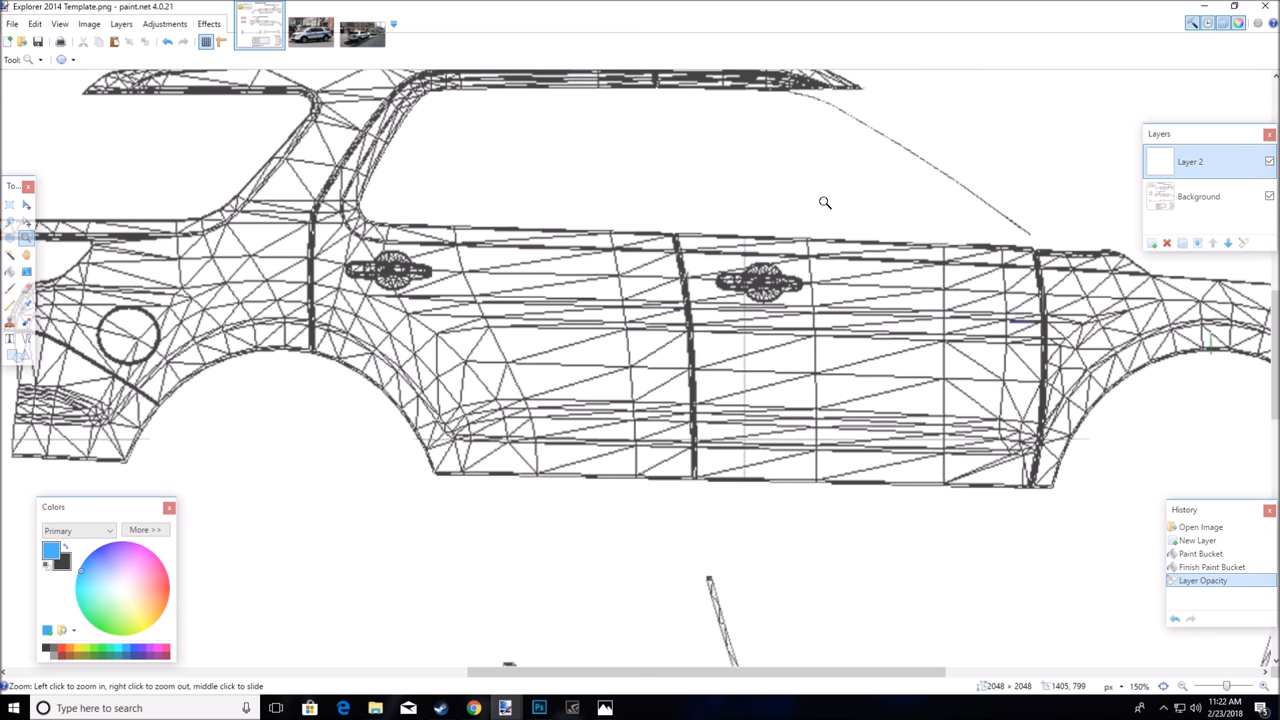 Explorer 2014 Template.png - paint.net 4.0.21
File Edit View Image Layers Adjustments Effects
Tool:
Layers
Layer 2
Background
To...
Colors
Primary More >>
History
Open Image
New Layer
Paint Bucket
Finish Paint Bucket
Layer Opacity
Zoom: Left click to zoom in, right click to zoom out, middle click to slide 2048 × 2048 1405, 799 px 150%
Type here to search
11:22 AM
2/23/2018